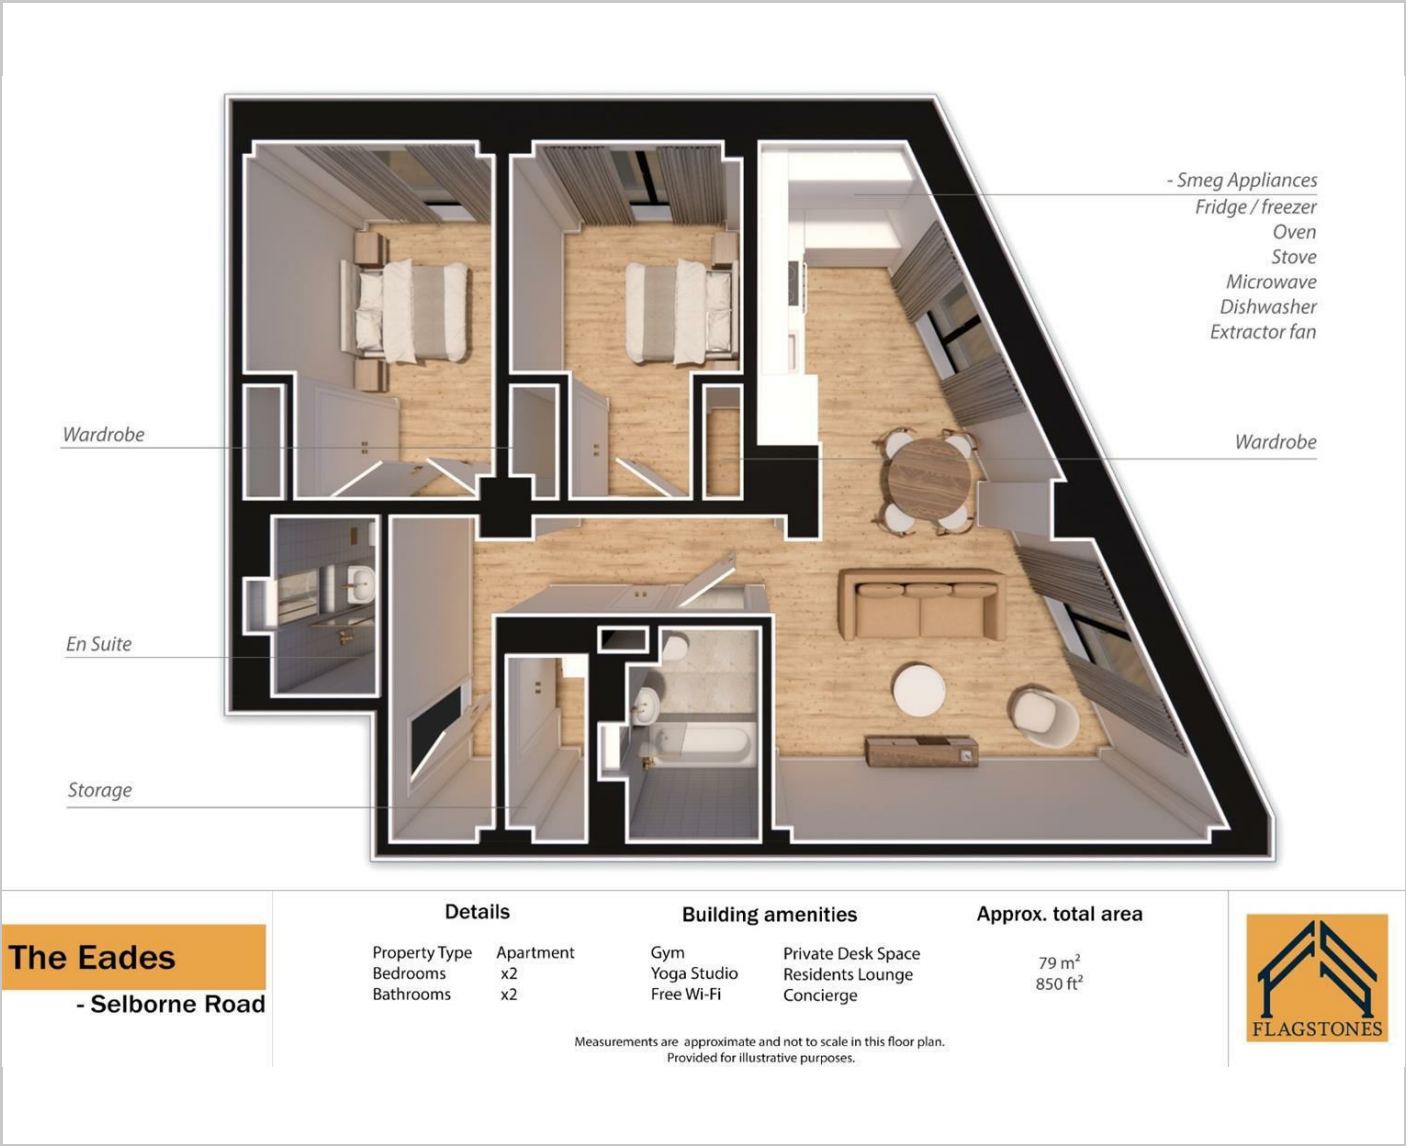 - Smeg Appliances
Fridge / freezer
Oven
Stove
Microwave
Dishwasher
Extractor fan
Wardrobe
Wardrobe
En Suite
Storage
The Eades
- Selborne Road
Details
Property Type Apartment
Bedrooms x2
Bathrooms x2
Building amenities
Gym Private Desk Space
Yoga Studio Residents Lounge
Free Wi-Fi Concierge
Approx. total area
79 m²
850 ft²
Measurements are approximate and not to scale in this floor plan.
Provided for illustrative purposes.
FLAGSTONES